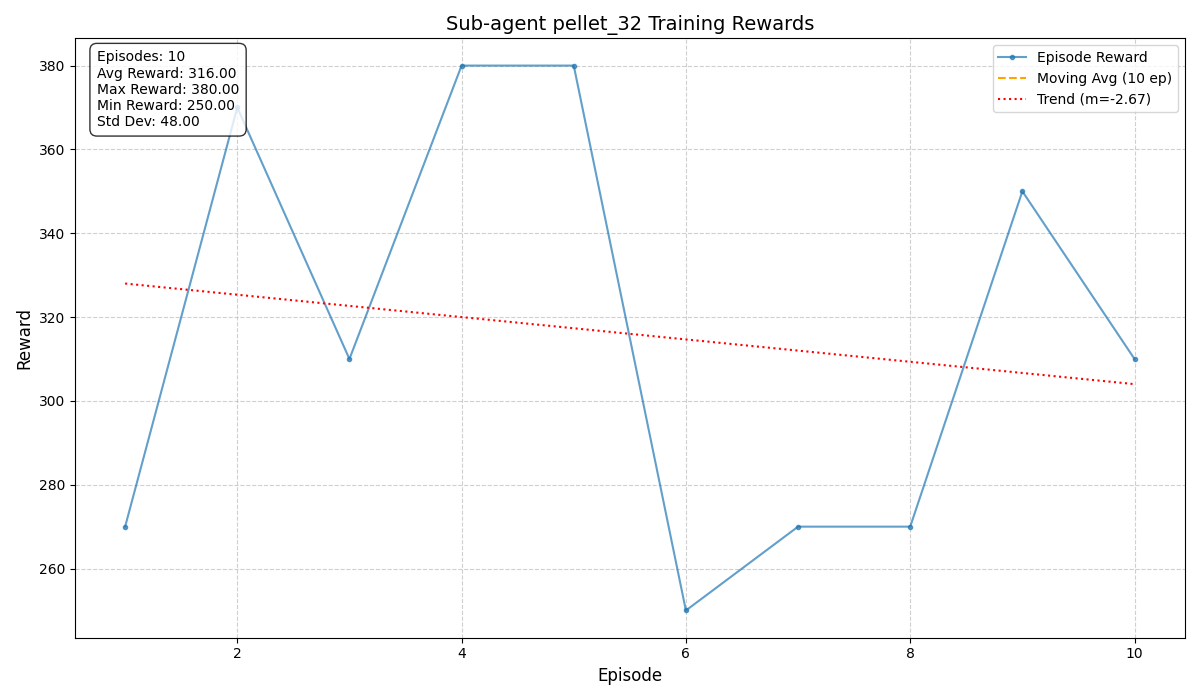 Sub-agent pellet_32 Training Rewards
Episodes: 10
Avg Reward: 316.00
Max Reward: 380.00
Min Reward: 250.00
Std Dev: 48.00
Episode Reward
Moving Avg (10 ep)
Trend (m=-2.67)
Reward
380
360
340
320
300
280
260
2
4
6
8
10
Episode